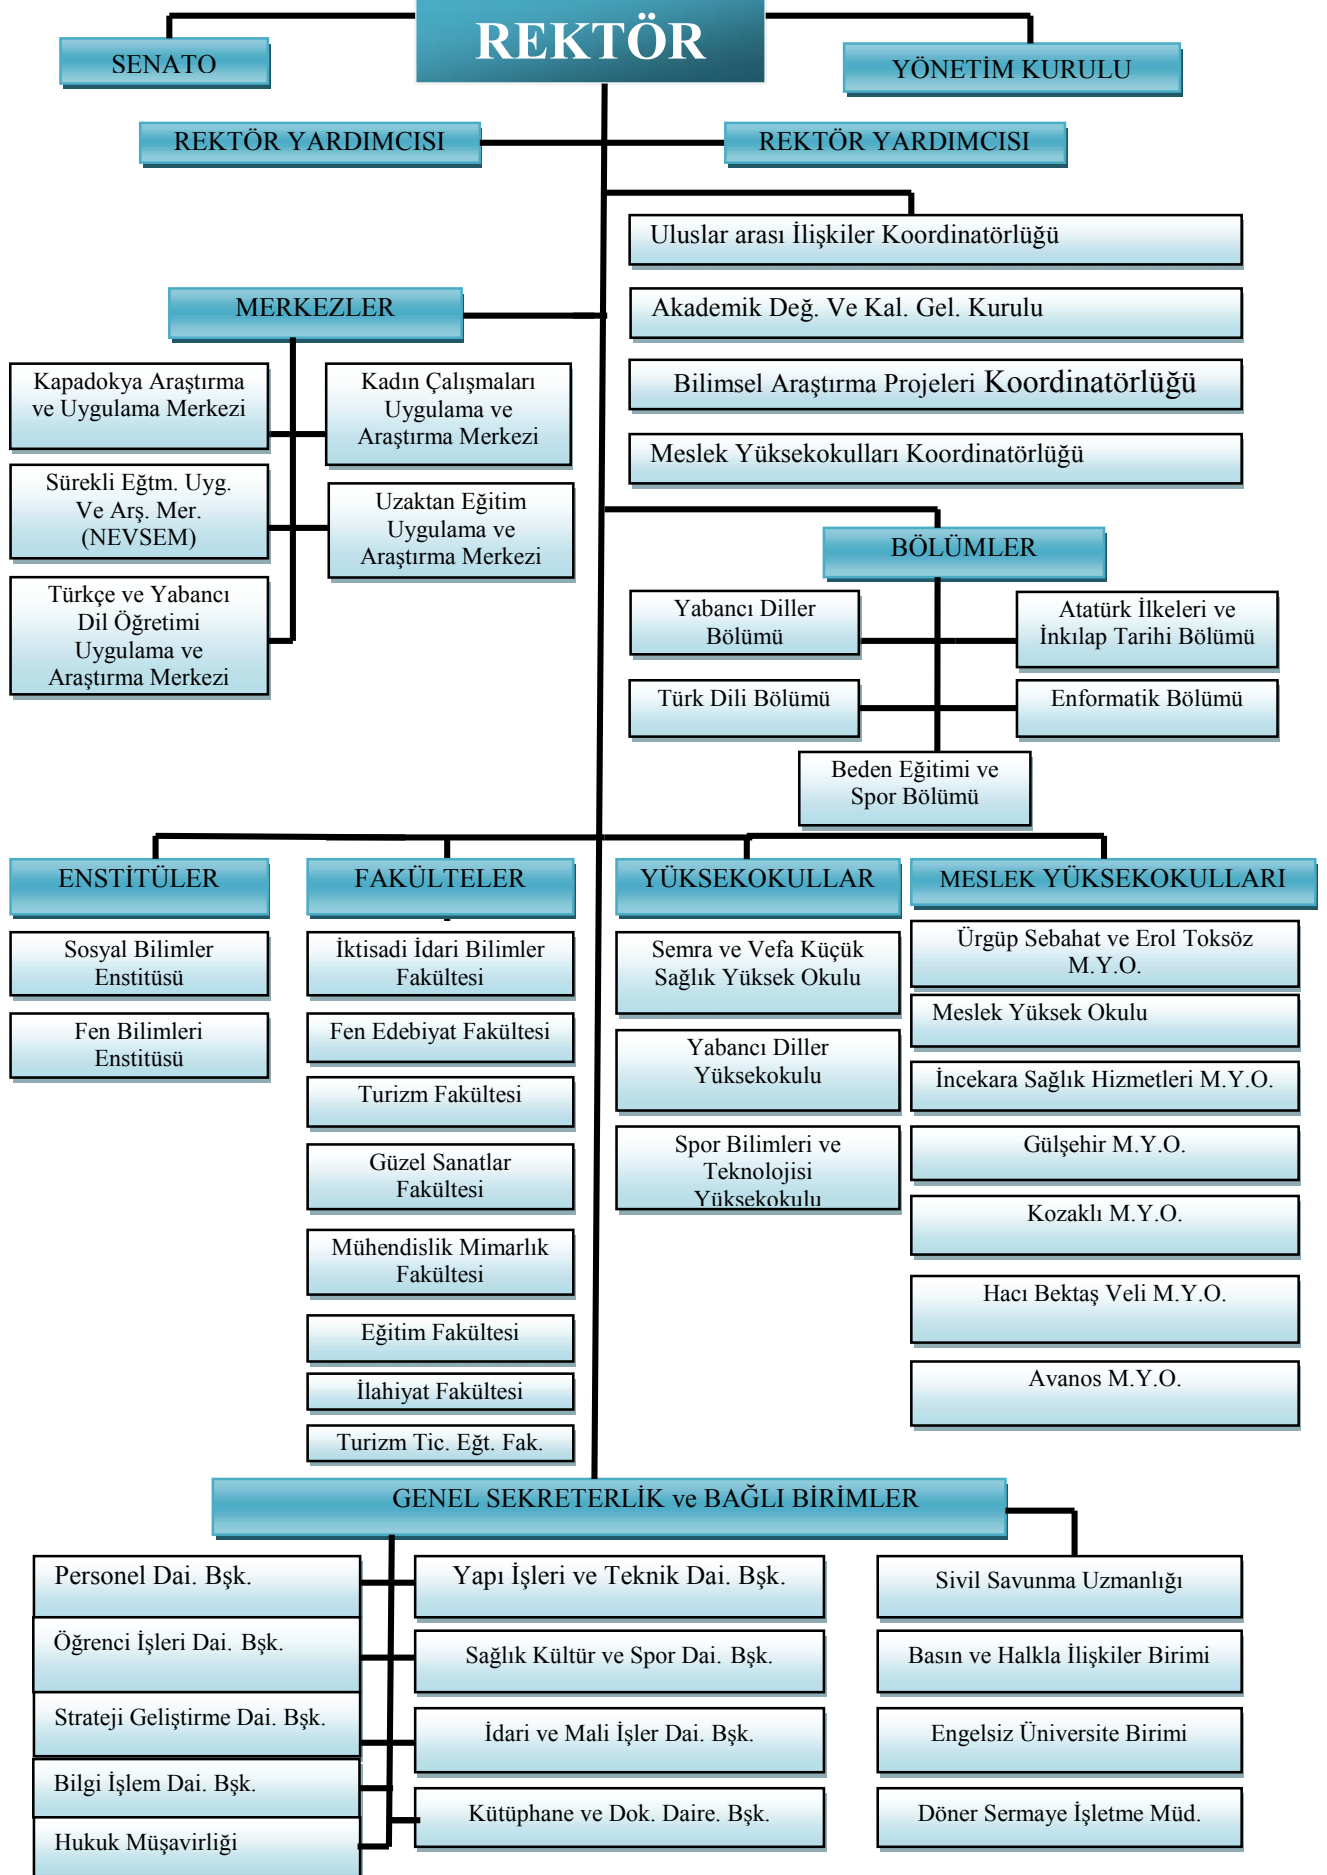 REKTÖR
SENATO
YÖNETİM KURULU
REKTÖR YARDIMCISI
REKTÖR YARDIMCISI
Uluslar arası İlişkiler Koordinatörlüğü
Akademik Değ. Ve Kal. Gel. Kurulu
Bilimsel Araştırma Projeleri Koordinatörlüğü
Meslek Yüksekokulları Koordinatörlüğü
MERKEZLER
Kapadokya Araştırma
ve Uygulama Merkezi
Kadın Çalışmaları
Uygulama ve
Araştırma Merkezi
Sürekli Eğtm. Uyg.
Ve Arş. Mer.
(NEVSEM)
Uzaktan Eğitim
Uygulama ve
Araştırma Merkezi
Türkçe ve Yabancı
Dil Öğretimi
Uygulama ve
Araştırma Merkezi
BÖLÜMLER
Yabancı Diller
Bölümü
Atatürk İlkeleri ve
İnkılap Tarihi Bölümü
Türk Dili Bölümü
Enformatik Bölümü
Beden Eğitimi ve
Spor Bölümü
ENSTİTÜLER
Sosyal Bilimler
Enstitüsü
Fen Bilimleri
Enstitüsü
FAKÜLTELER
İktisadi İdari Bilimler
Fakültesi
Fen Edebiyat Fakültesi
Turizm Fakültesi
Güzel Sanatlar
Fakültesi
Mühendislik Mimarlık
Fakültesi
Eğitim Fakültesi
İlahiyat Fakültesi
Turizm Tic. Eğt. Fak.
YÜKSEKOKULLAR
Semra ve Vefa Küçük
Sağlık Yüksek Okulu
Yabancı Diller
Yüksekokulu
Spor Bilimleri ve
Teknolojisi
Yüksekokulu
MESLEK YÜKSEKOKULLARI
Ürgüp Sebahat ve Erol Toksöz
M.Y.O.
Meslek Yüksek Okulu
İncekara Sağlık Hizmetleri M.Y.O.
Gülşehir M.Y.O.
Kozaklı M.Y.O.
Hacı Bektaş Veli M.Y.O.
Avanos M.Y.O.
GENEL SEKRETERLİK ve BAĞLI BİRİMLER
Personel Dai. Bşk.
Öğrenci İşleri Dai. Bşk.
Strateji Geliştirme Dai. Bşk.
Bilgi İşlem Dai. Bşk.
Hukuk Müşavirliği
Yapı İşleri ve Teknik Dai. Bşk.
Sağlık Kültür ve Spor Dai. Bşk.
İdari ve Mali İşler Dai. Bşk.
Kütüphane ve Dok. Daire. Bşk.
Sivil Savunma Uzmanlığı
Basın ve Halkla İlişkiler Birimi
Engelsiz Üniversite Birimi
Döner Sermaye İşletme Müd.